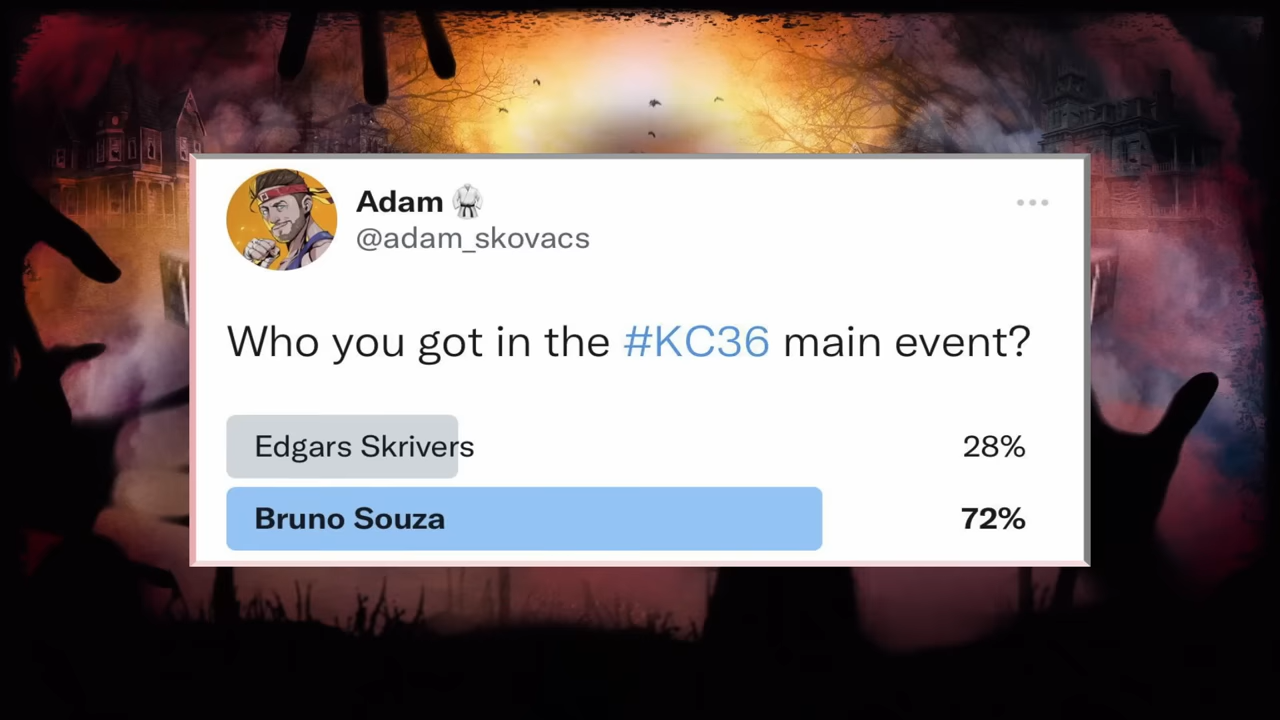 Adam 🥋
@adam_skovacs
Who you got in the #KC36 main event?
Edgars Skrivers 28%
Bruno Souza 72%